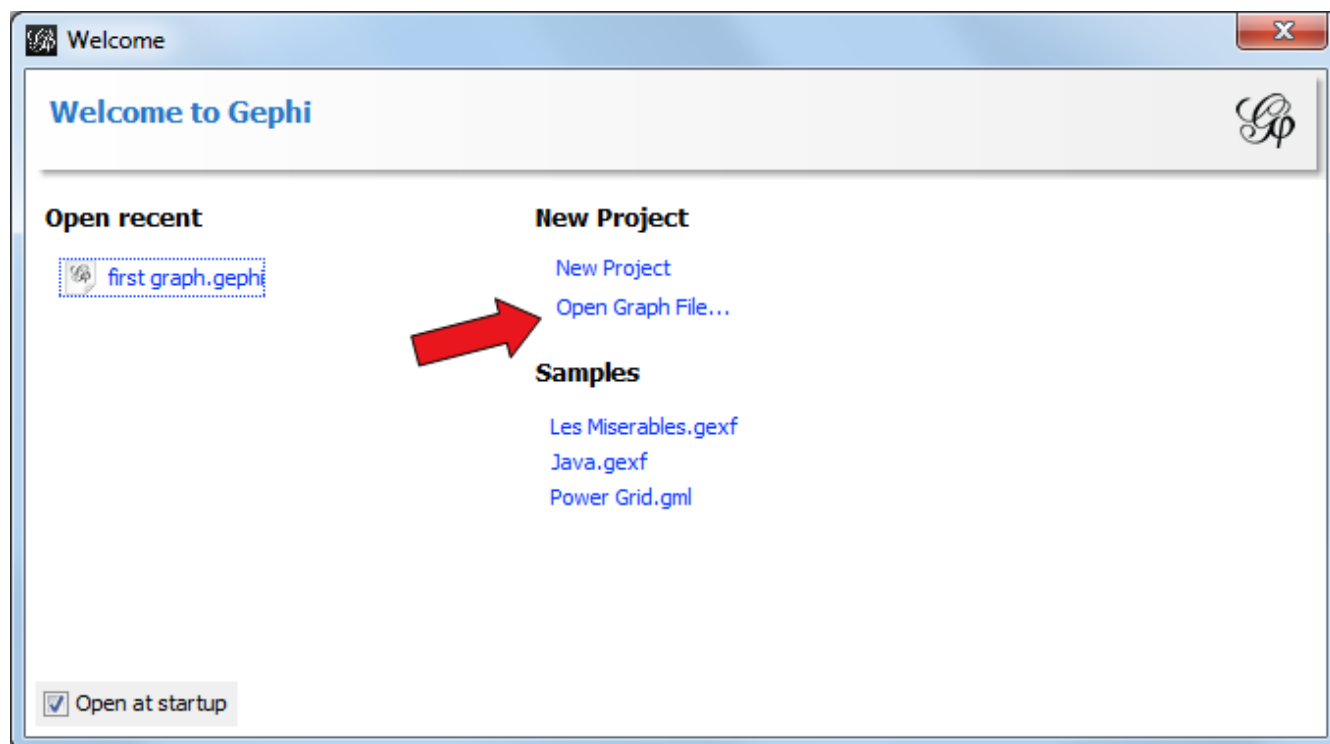 Welcome
Welcome to Gephi
Open recent
first graph.gephi
New Project
New Project
Open Graph File...
Samples
Les Miserables.gexf
Java.gexf
Power Grid.gml
Open at startup